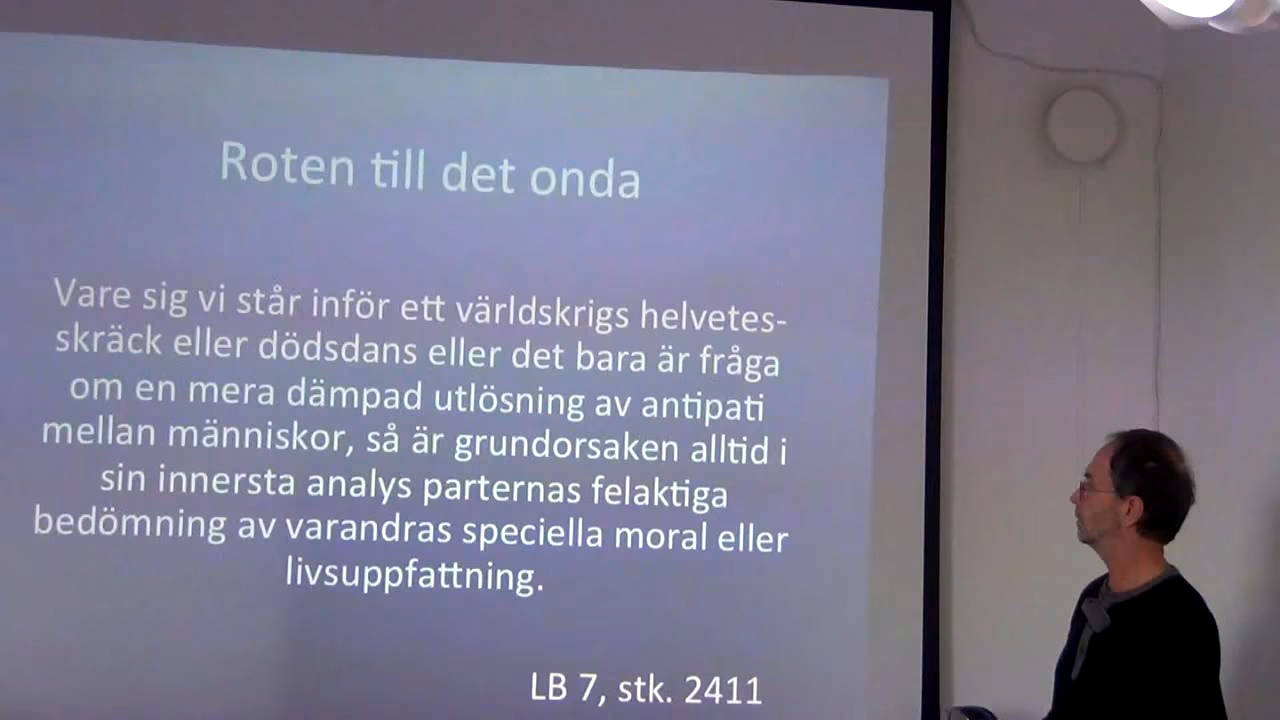 Roten till det onda
Vare sig vi står inför ett världskrigs helvetes-
skräck eller dödsdans eller det bara är fråga
om en mera dämpad utlösning av antipati
mellan människor, så är grundorsaken alltid i
sin innersta analys parternas felaktiga
bedömning av varandras speciella moral eller
livsuppfattning.
LB 7, stk. 2411